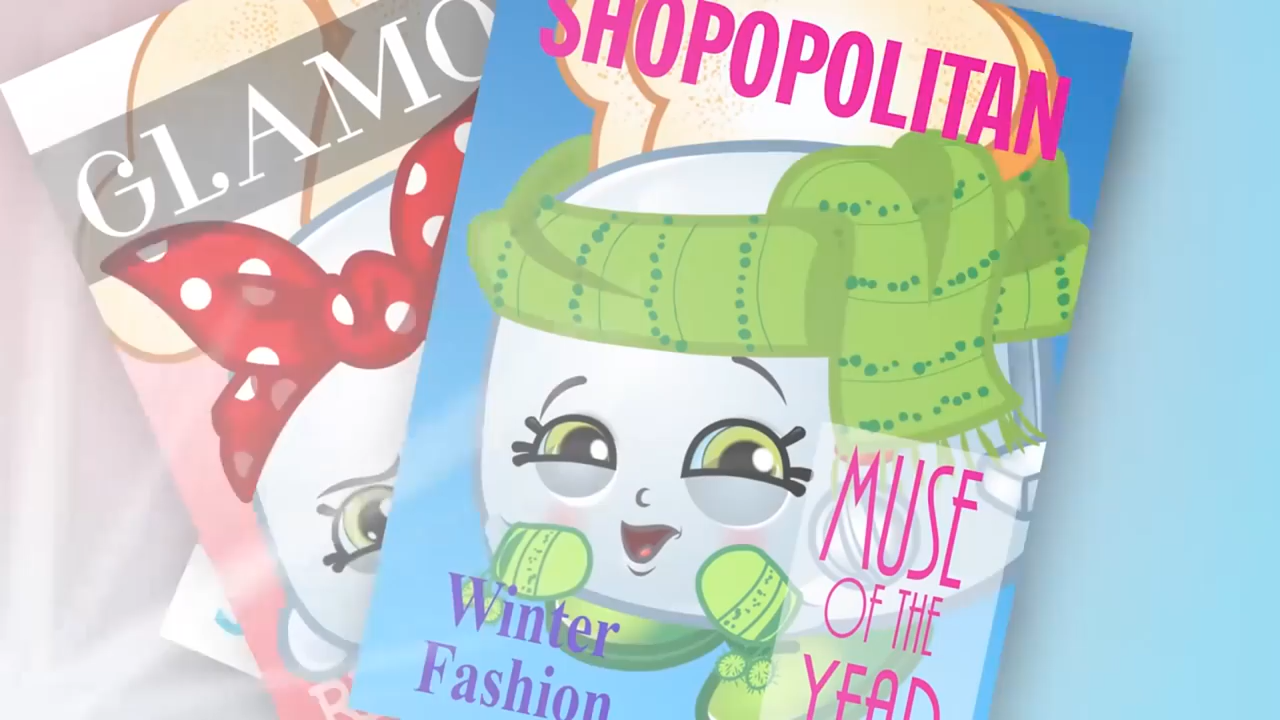 GLAMO
SHOPOPOLITAN
MUSE
OF THE
YEAR
Winter
Fashion